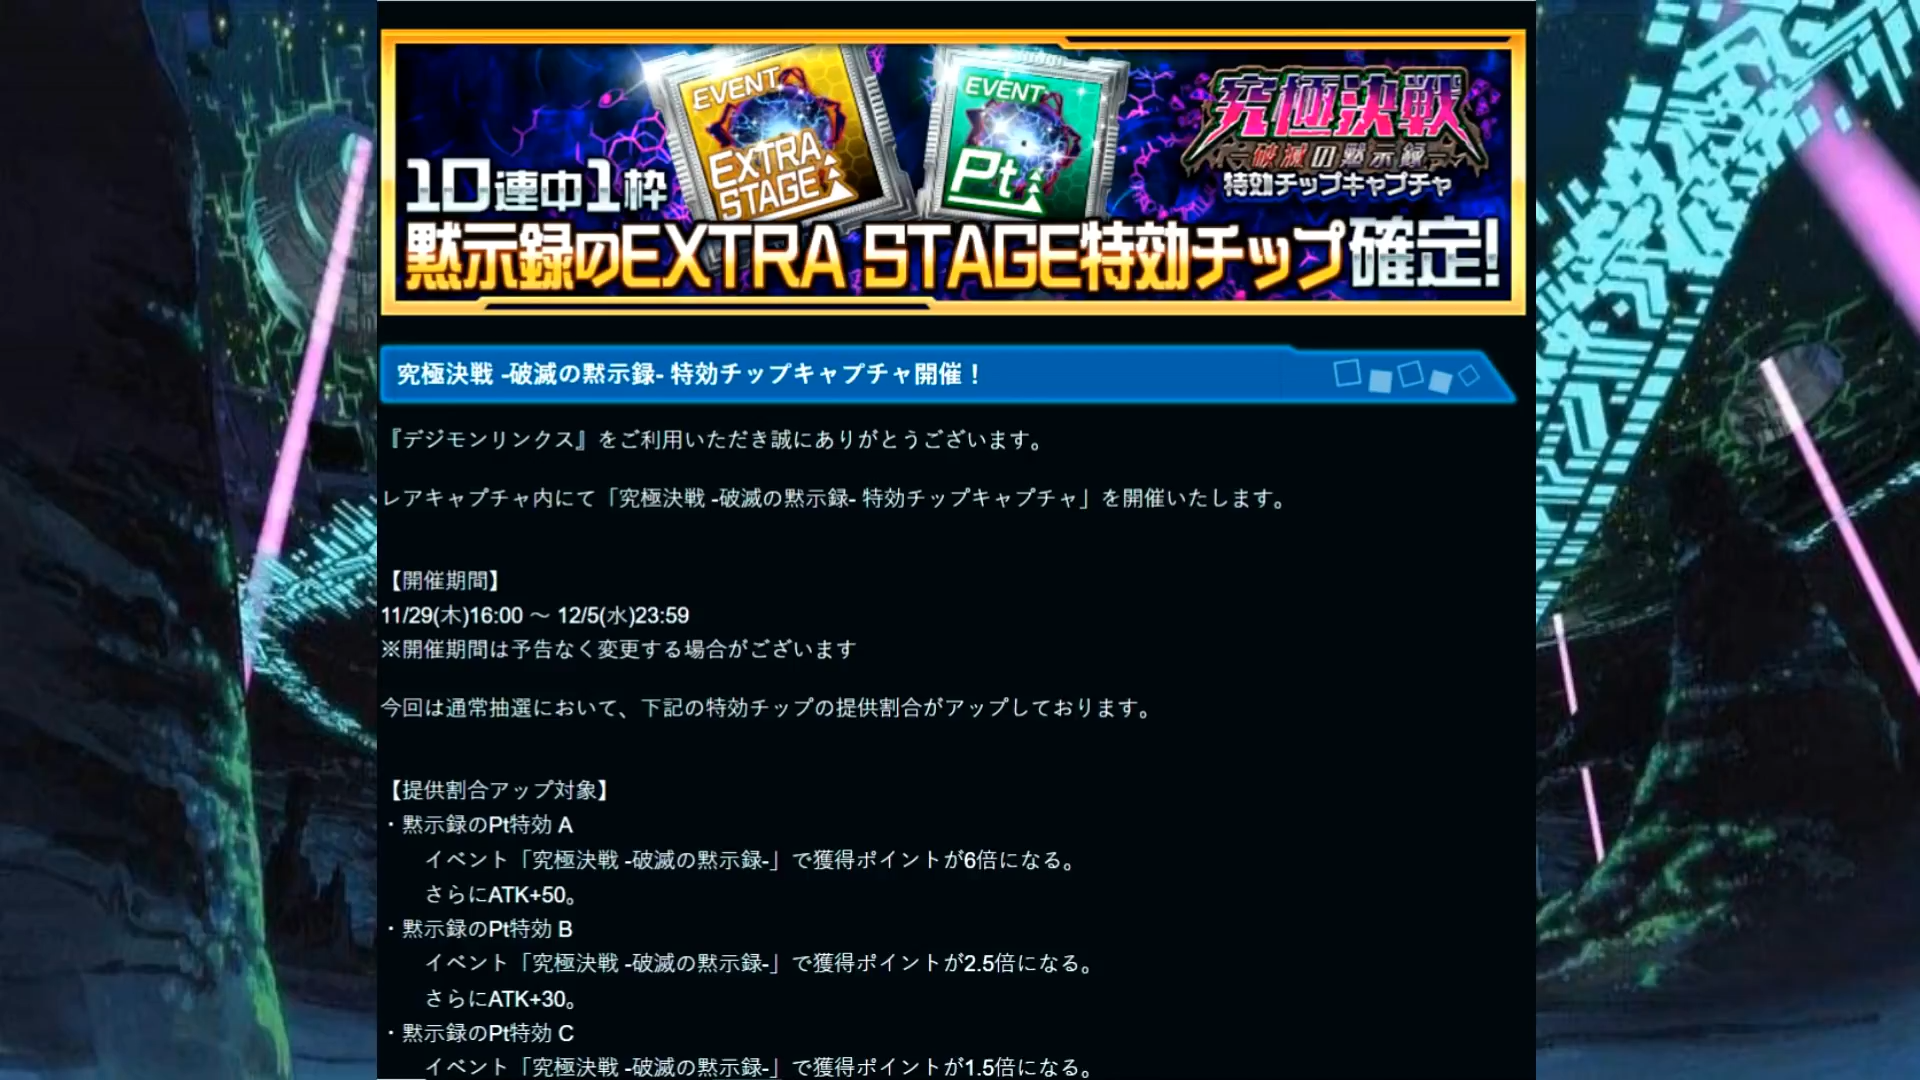 EVENT
EXTRA
STAGE
EVENT
Pt
究極決戦
-破滅の黙示録-
特効チップキャプチャ
10連中1枠
黙示録のEXTRA STAGE特効チップ確定!
究極決戦 -破滅の黙示録- 特効チップキャプチャ開催！
『デジモンリンクス』をご利用いただき誠にありがとうございます。
レアキャプチャ内にて「究極決戦 -破滅の黙示録- 特効チップキャプチャ」を開催いたします。
【開催期間】
11/29(木)16:00 ～ 12/5(水)23:59
※開催期間は予告なく変更する場合がございます
今回は通常抽選において、下記の特効チップの提供割合がアップしております。
【提供割合アップ対象】
・黙示録のPt特効 A
イベント「究極決戦 -破滅の黙示録-」で獲得ポイントが6倍になる。
さらにATK+50。
・黙示録のPt特効 B
イベント「究極決戦 -破滅の黙示録-」で獲得ポイントが2.5倍になる。
さらにATK+30。
・黙示録のPt特効 C
イベント「究極決戦 -破滅の黙示録-」で獲得ポイントが1.5倍になる。